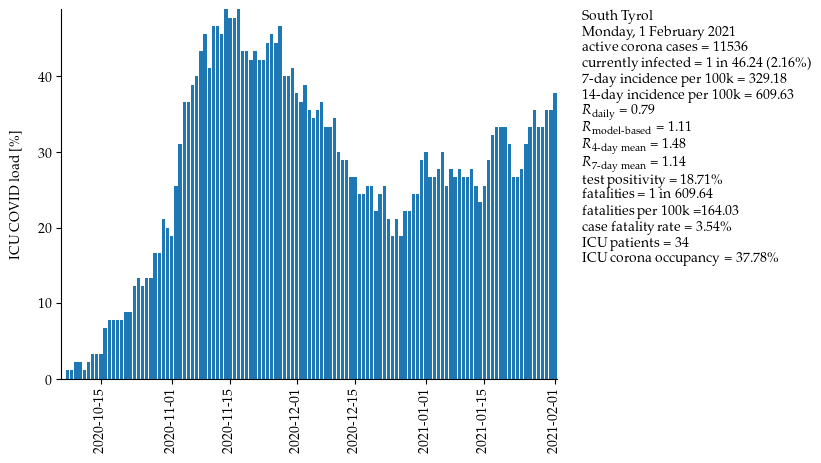 South Tyrol
Monday, 1 February 2021
active corona cases = 11536
currently infected = 1 in 46.24 (2.16%)
7-day incidence per 100k = 329.18
14-day incidence per 100k = 609.63
R daily = 0.79
R model-based = 1.11
R 4-day mean = 1.48
R 7-day mean = 1.14
test positivity = 18.71%
fatalities = 1 in 609.64
fatalities per 100k =164.03
case fatality rate = 3.54%
ICU patients = 34
ICU corona occupancy = 37.78%
ICU COVID load [%]
40
30
20
10
0
2020-10-15
2020-11-01
2020-11-15
2020-12-01
2020-12-15
2021-01-01
2021-01-15
2021-02-01